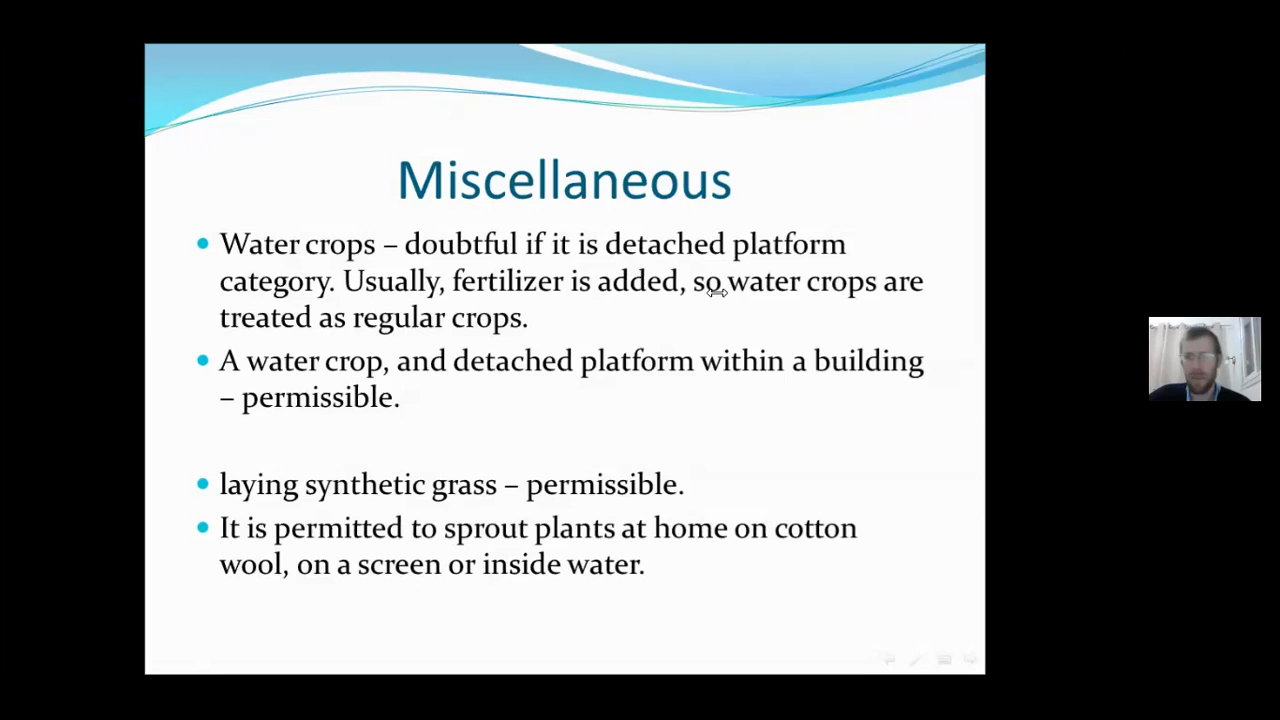 Miscellaneous
Water crops – doubtful if it is detached platform
category. Usually, fertilizer is added, so water crops are
treated as regular crops.
A water crop, and detached platform within a building
– permissible.
laying synthetic grass – permissible.
It is permitted to sprout plants at home on cotton
wool, on a screen or inside water.